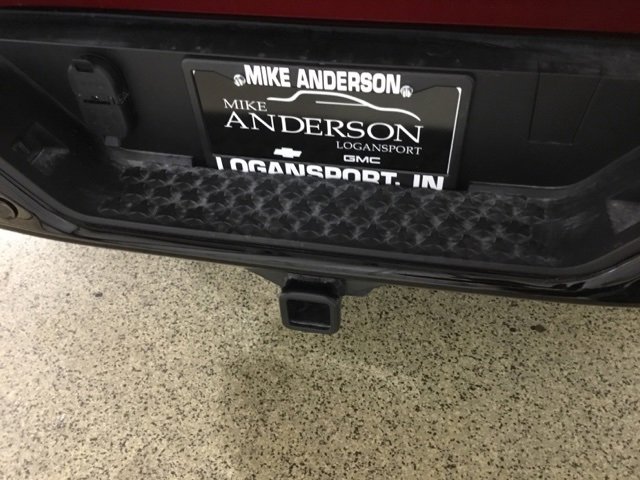 MIKE ANDERSON
MIKE
ANDERSON
LOGANSPORT
GMC
LOGANSPORT, IN